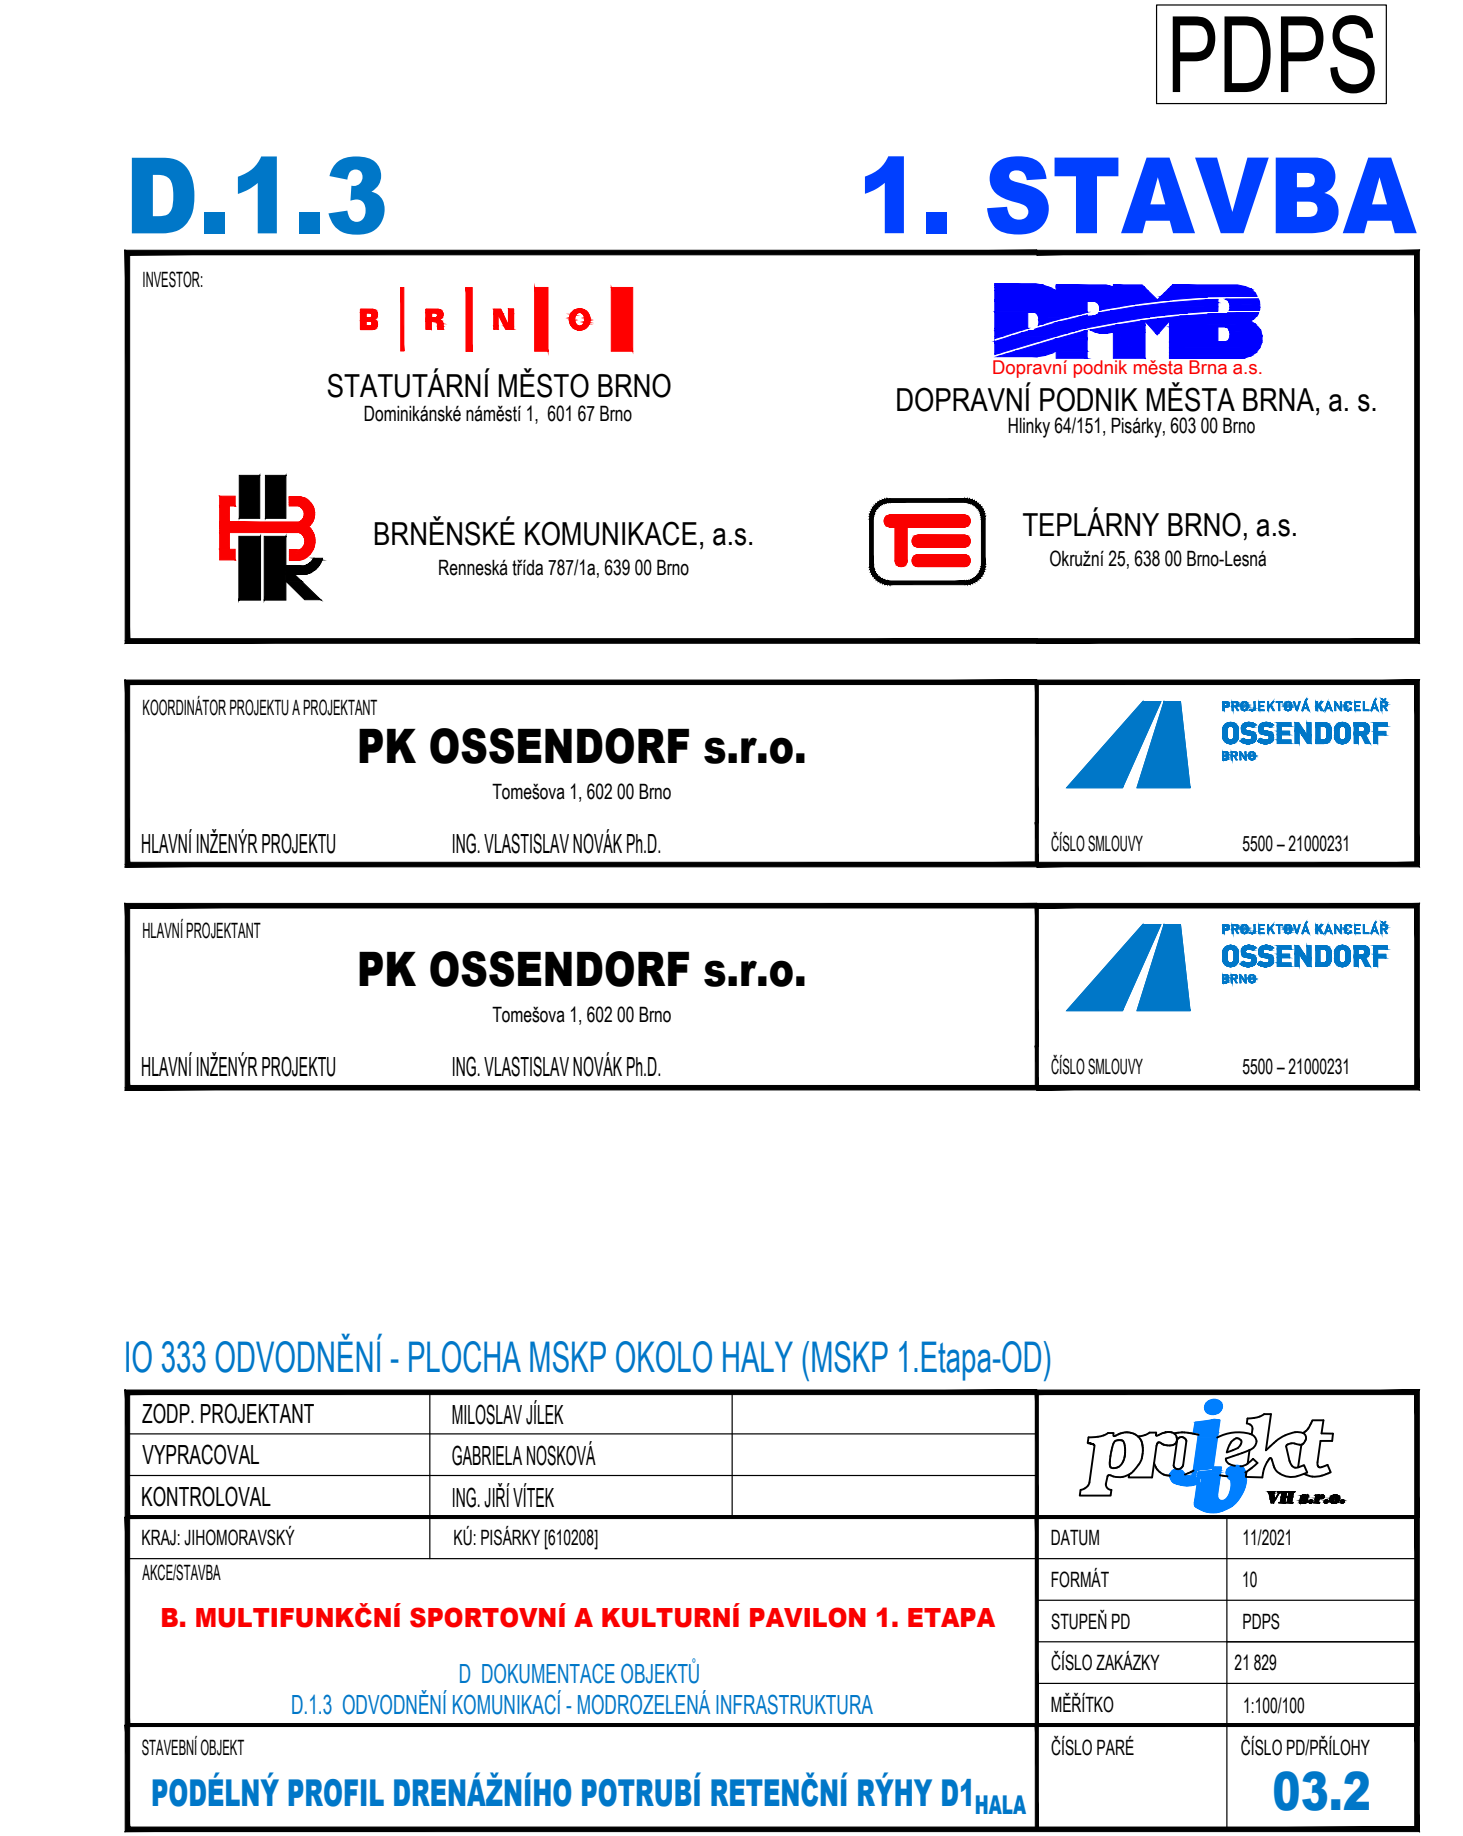 PDPS
D.1.3 1. STAVBA
INVESTOR:
B R N O
DPMB
Dopravní podnik města Brna a.s.
STATUTÁRNÍ MĚSTO BRNO
Dominikánské náměstí 1, 601 67 Brno
DOPRAVNÍ PODNIK MĚSTA BRNA, a. s.
Hlinky 64/151, Pisárky, 603 00 Brno
BRNĚNSKÉ KOMUNIKACE, a.s.
Renneská třída 787/1a, 639 00 Brno
TEPLÁRNY BRNO, a.s.
Okružní 25, 638 00 Brno-Lesná
KOORDINÁTOR PROJEKTU A PROJEKTANT
PK OSSENDORF s.r.o.
Tomešova 1, 602 00 Brno
HLAVNÍ INŽENÝR PROJEKTU ING. VLASTISLAV NOVÁK Ph.D.
PROJEKTOVÁ KANCELÁŘ
OSSENDORF
BRNO
ČÍSLO SMLOUVY 5500 – 21000231
HLAVNÍ PROJEKTANT
PK OSSENDORF s.r.o.
Tomešova 1, 602 00 Brno
HLAVNÍ INŽENÝR PROJEKTU ING. VLASTISLAV NOVÁK Ph.D.
PROJEKTOVÁ KANCELÁŘ
OSSENDORF
BRNO
ČÍSLO SMLOUVY 5500 – 21000231
IO 333 ODVODNĚNÍ - PLOCHA MSKP OKOLO HALY (MSKP 1.Etapa-OD)
ZODP. PROJEKTANT MILOSLAV JÍLEK
VYPRACOVAL GABRIELA NOSKOVÁ
KONTROLOVAL ING. JIŘÍ VÍTEK
projekt
VH s.r.o.
KRAJ: JIHOMORAVSKÝ KÚ: PISÁRKY [610208]
DATUM 11/2021
FORMÁT 10
STUPEŇ PD PDPS
ČÍSLO ZAKÁZKY 21 829
MĚŘÍTKO 1:100/100
AKCE/STAVBA
B. MULTIFUNKČNÍ SPORTOVNÍ A KULTURNÍ PAVILON 1. ETAPA
D DOKUMENTACE OBJEKTŮ
D.1.3 ODVODNĚNÍ KOMUNIKACÍ - MODROZELENÁ INFRASTRUKTURA
STAVEBNÍ OBJEKT
PODÉLNÝ PROFIL DRENÁŽNÍHO POTRUBÍ RETENČNÍ RÝHY D1HALA
ČÍSLO PARÉ
ČÍSLO PD/PŘÍLOHY
03.2